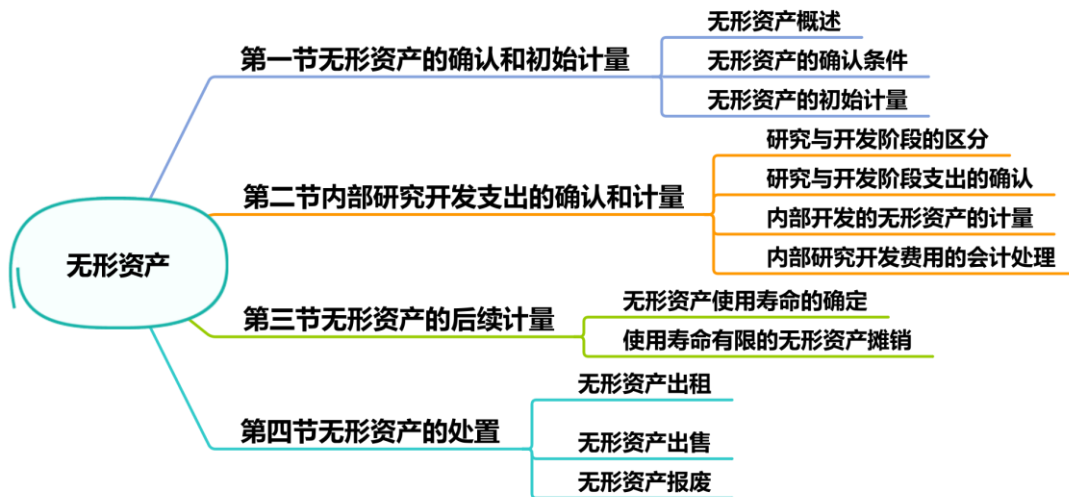 无形资产
第一节无形资产的确认和初始计量
无形资产概述
无形资产的确认条件
无形资产的初始计量
第二节内部研究开发支出的确认和计量
研究与开发阶段的区分
研究与开发阶段支出的确认
内部开发的无形资产的计量
内部研究开发费用的会计处理
第三节无形资产的后续计量
无形资产使用寿命的确定
使用寿命有限的无形资产摊销
第四节无形资产的处置
无形资产出租
无形资产出售
无形资产报废